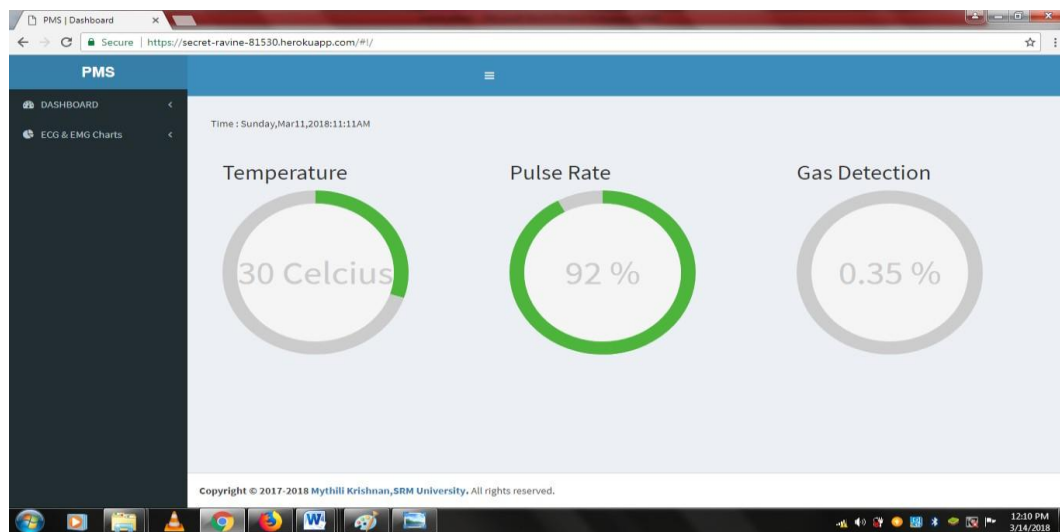 PMS | Dashboard
Secure | https://secret-ravine-81530.herokuapp.com/#!/
PMS
DASHBOARD
ECG & EMG Charts
Time : Sunday,Mar11,2018:11:11AM
Temperature
Pulse Rate
Gas Detection
30 Celcius
92 %
0.35 %
Copyright © 2017-2018 Mythili Krishnan,SRM University. All rights reserved.
12:10 PM
3/14/2018